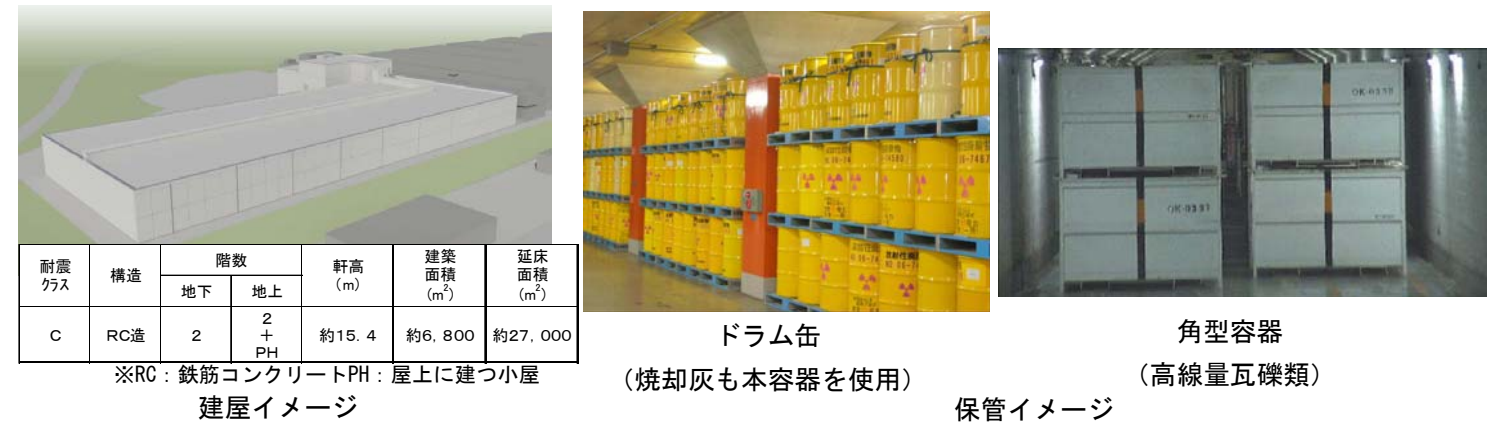 耐震
クラス
構造
階数
地下
地上
軒高
(m)
建築
面積
(m²)
延床
面積
(m²)
C
RC造
2
2
+
PH
約15.4
約6,800
約27,000
※RC：鉄筋コンクリートPH：屋上に建つ小屋
建屋イメージ
ドラム缶
（焼却灰も本容器を使用）
OK-0331
角型容器
（高線量瓦礫類）
保管イメージ